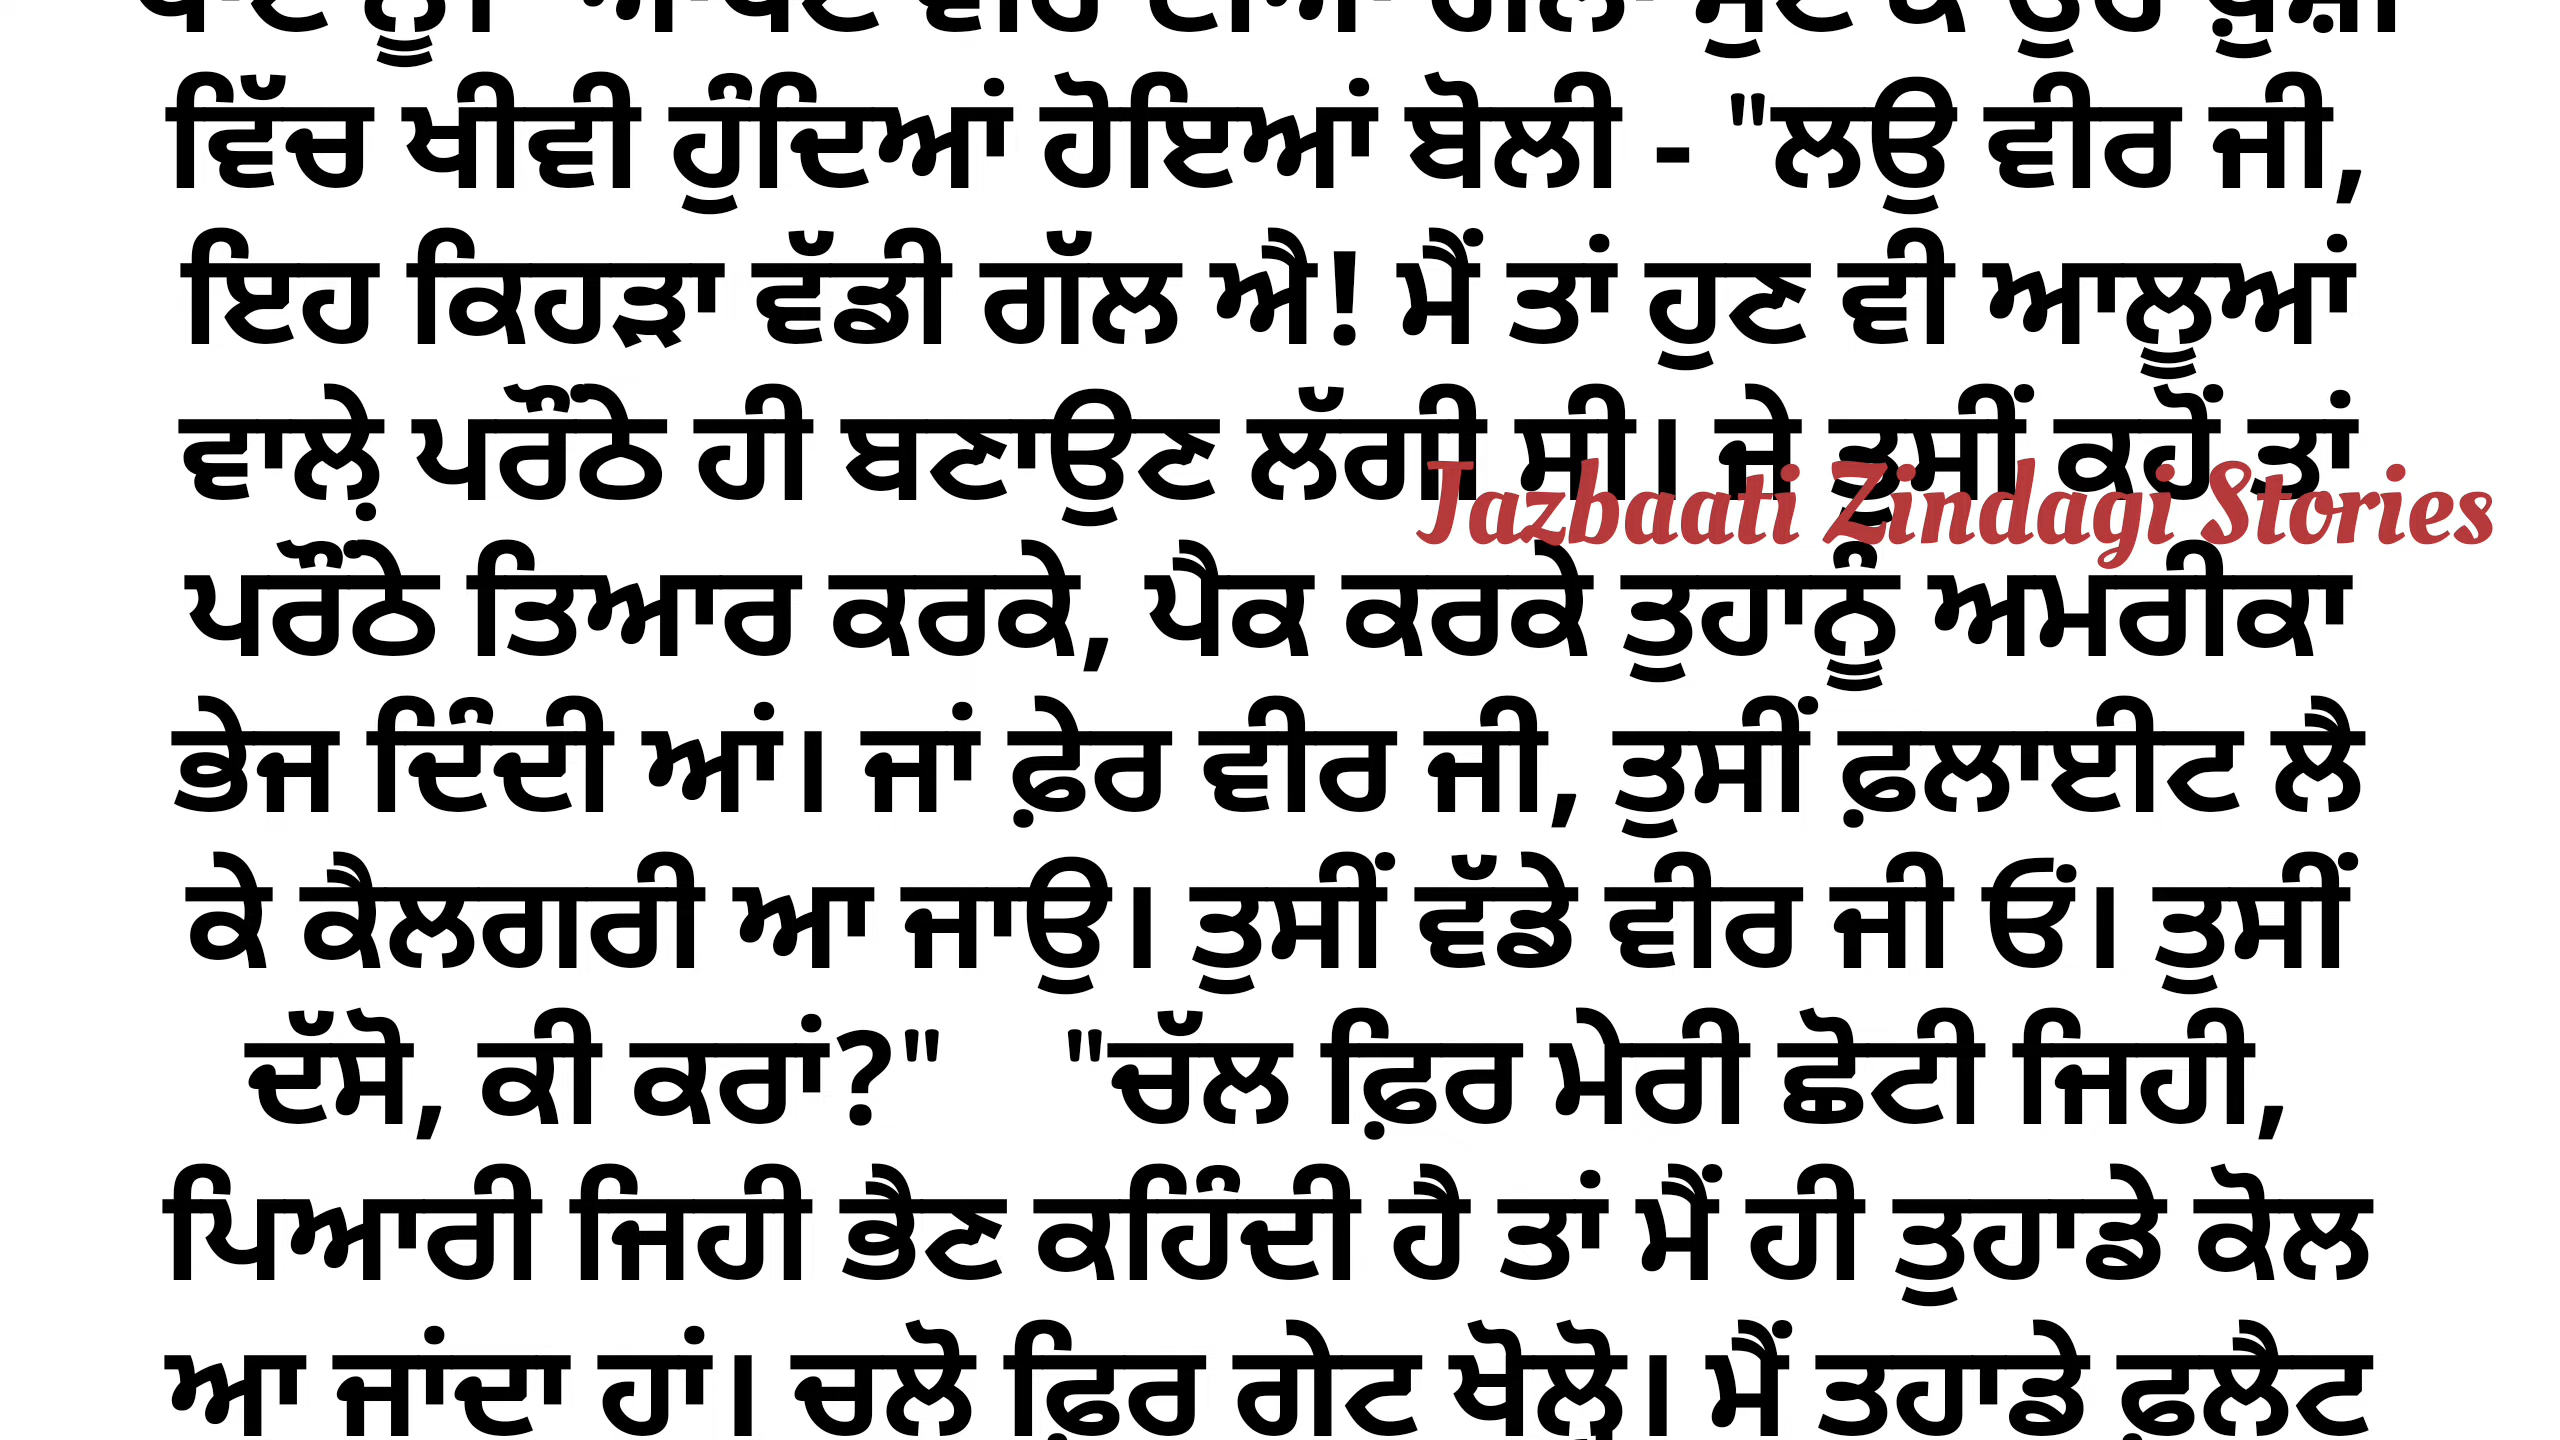 ਵਿੱਚ ਖੀਵੀ ਹੁੰਦਿਆਂ ਹੋਇਆਂ ਬੋਲੀ - "ਲਉ ਵੀਰ ਜੀ,
ਇਹ ਕਿਹੜਾ ਵੱਡੀ ਗੱਲ ਐ! ਮੈਂ ਤਾਂ ਹੁਣ ਵੀ ਆਲੂਆਂ
ਵਾਲ਼ੇ ਪਰੌਂਠੇ ਹੀ ਬਣਾਉਣ ਲੱਗੀ ਸੀ। ਜੇ ਤੁਸੀਂ ਕਹੋਂ ਤਾਂ
Jazbaati Zindagi Stories
ਪਰੌਂਠੇ ਤਿਆਰ ਕਰਕੇ, ਪੈਕ ਕਰਕੇ ਤੁਹਾਨੂੰ ਅਮਰੀਕਾ
ਭੇਜ ਦਿੰਦੀ ਆਂ। ਜਾਂ ਫ਼ੇਰ ਵੀਰ ਜੀ, ਤੁਸੀਂ ਫ਼ਲਾਈਟ ਲੈ
ਕੇ ਕੈਲਗਰੀ ਆ ਜਾਉ। ਤੁਸੀਂ ਵੱਡੇ ਵੀਰ ਜੀ ਓਂ। ਤੁਸੀਂ
ਦੱਸੋ, ਕੀ ਕਰਾਂ?" "ਚੱਲ ਫ਼ਿਰ ਮੇਰੀ ਛੋਟੀ ਜਿਹੀ,
ਪਿਆਰੀ ਜਿਹੀ ਭੈਣ ਕਹਿੰਦੀ ਹੈ ਤਾਂ ਮੈਂ ਹੀ ਤੁਹਾਡੇ ਕੋਲ
ਆ ਜਾਂਦਾ ਹਾਂ। ਚਲੋ ਫ਼ਿਰ ਗੇਟ ਖੋਲ੍ਹੋ। ਮੈਂ ਤੁਹਾਡੇ ਫ਼ਲੈਟ